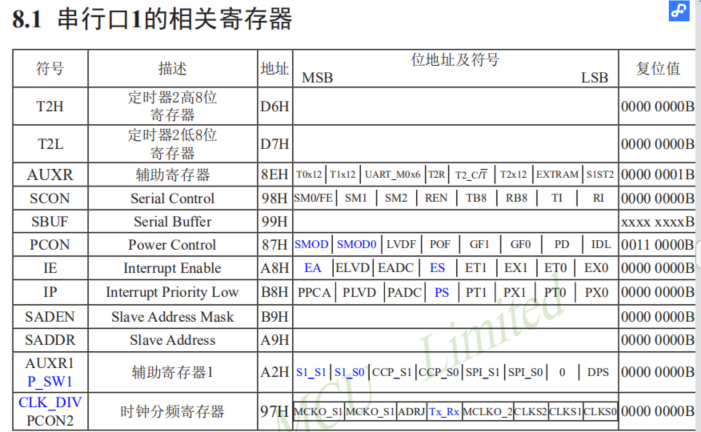 8.1 串行口1的相关寄存器
符号 描述 地址 位地址及符号 复位值
MSB LSB
T2H 定时器2高8位寄存器 D6H 0000 0000B
T2L 定时器2低8位寄存器 D7H 0000 0000B
AUXR 辅助寄存器 8EH T0x12 T1x12 UART_M0x6 T2R T2_C/T̅ T2x12 EXTRAM S1ST2 0000 0001B
SCON Serial Control 98H SM0/FE SM1 SM2 REN TB8 RB8 TI RI 0000 0000B
SBUF Serial Buffer 99H xxxx xxxxB
PCON Power Control 87H SMOD SMOD0 LVDF POF GF1 GF0 PD IDL 0011 0000B
IE Interrupt Enable A8H EA ELVD EADC ES ET1 EX1 ET0 EX0 0000 0000B
IP Interrupt Priority Low B8H PPCA PLVD PADC PS PT1 PX1 PT0 PX0 0000 0000B
SADEN Slave Address Mask B9H 0000 0000B
SADDR Slave Address A9H 0000 0000B
AUXR1 P_SW1 辅助寄存器1 A2H S1_S1 S1_S0 CCP_S1 CCP_S0 SPI_S1 SPI_S0 0 DPS 0000 0000B
CLK_DIV PCON2 时钟分频寄存器 97H MCKO_S1 MCKO_S1 ADRJ Tx_Rx MCLKO_2 CLKS2 CLKS1 CLKS0 0000 0000B
MCU Limited